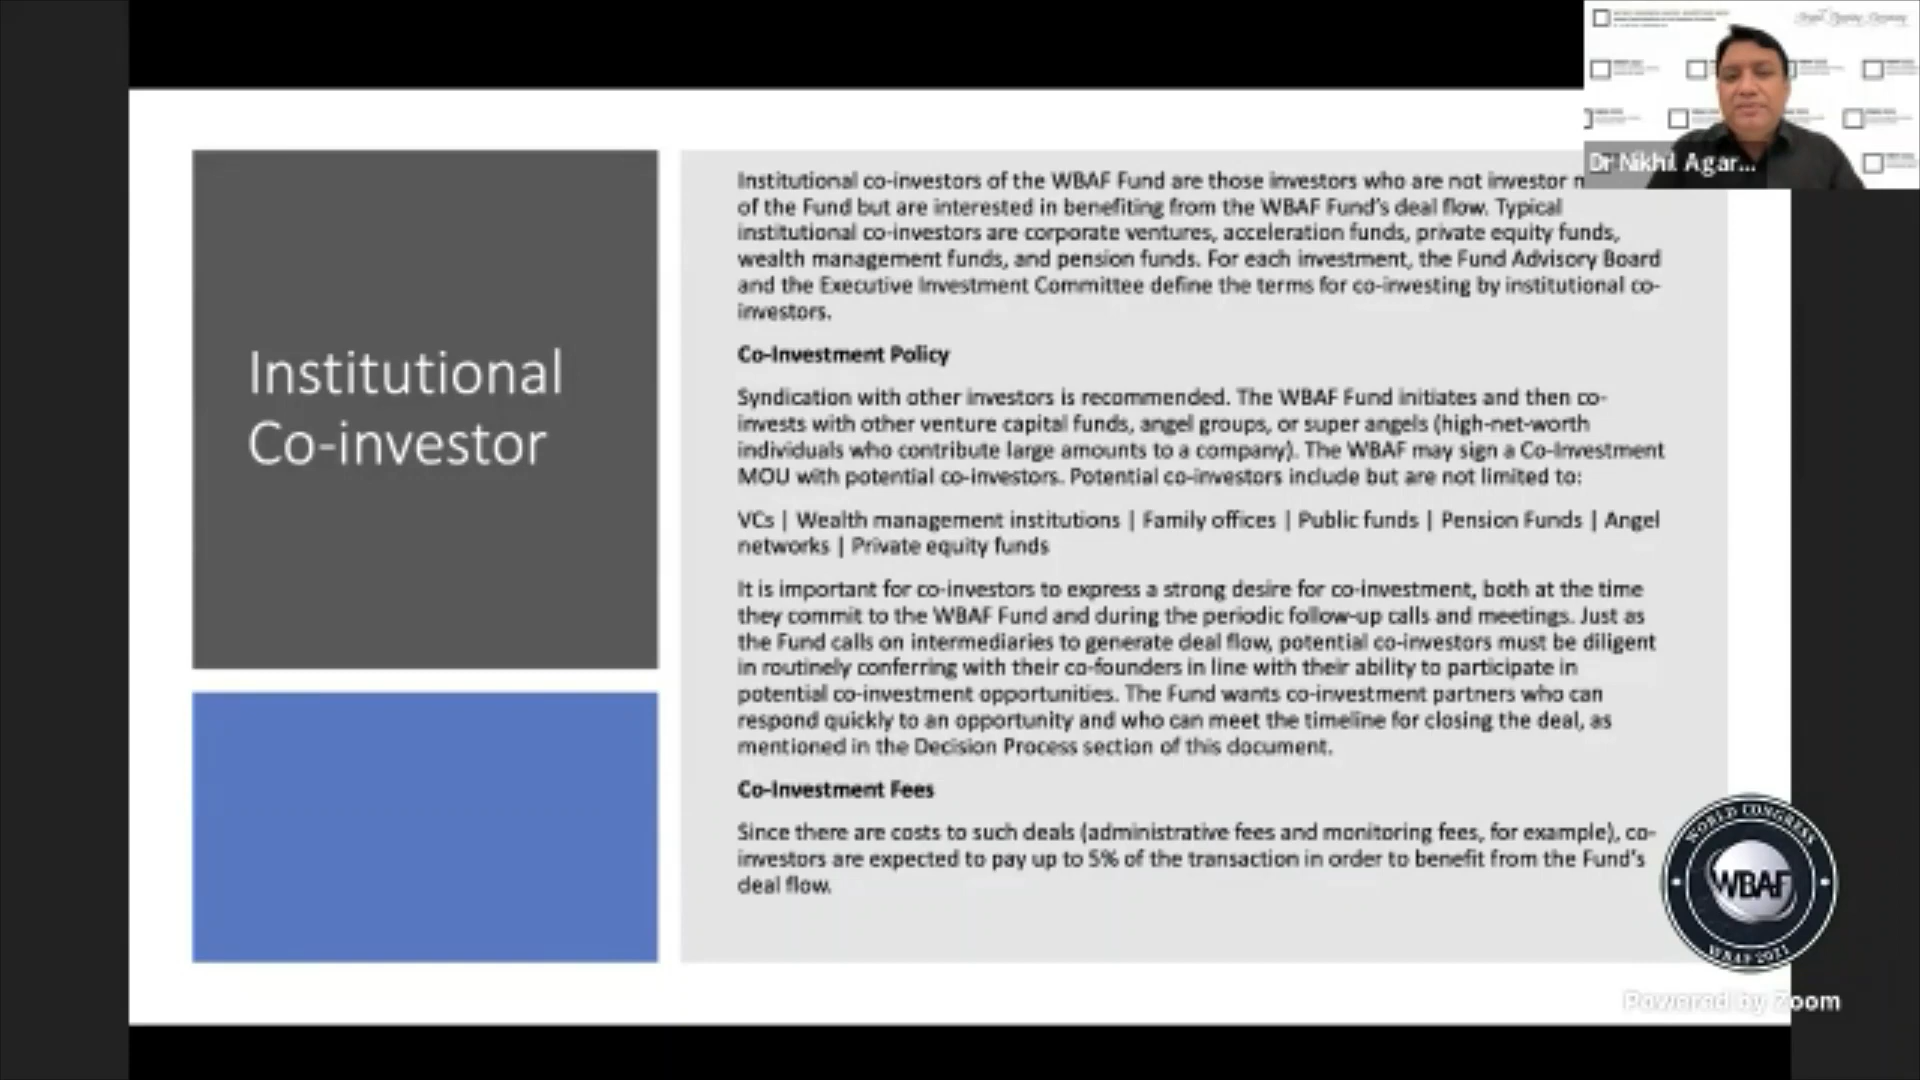 Institutional
Co-investor
Institutional co-investors of the WBAF Fund are those investors who are not investor
of the Fund but are interested in benefiting from the WBAF Fund's deal flow. Typical
institutional co-investors are corporate ventures, acceleration funds, private equity funds,
wealth management funds, and pension funds. For each investment, the Fund Advisory Board
and the Executive Investment Committee define the terms for co-investing by institutional co-
investors.
Co-Investment Policy
Syndication with other investors is recommended. The WBAF Fund initiates and then co-
invests with other venture capital funds, angel groups, or super angels (high-net-worth
individuals who contribute large amounts to a company). The WBAF may sign a Co-Investment
MOU with potential co-investors. Potential co-investors include but are not limited to:
VCs | Wealth management institutions | Family offices | Public funds | Pension Funds | Angel
networks | Private equity funds
It is important for co-investors to express a strong desire for co-investment, both at the time
they commit to the WBAF Fund and during the periodic follow-up calls and meetings. Just as
the Fund calls on intermediaries to generate deal flow, potential co-investors must be diligent
in routinely conferring with their co-founders in line with their ability to participate in
potential co-investment opportunities. The Fund wants co-investment partners who can
respond quickly to an opportunity and who can meet the timeline for closing the deal, as
mentioned in the Decision Process section of this document.
Co-Investment Fees
Since there are costs to such deals (administrative fees and monitoring fees, for example), co-
investors are expected to pay up to 5% of the transaction in order to benefit from the Fund's
deal flow.
Dr Nikhil Agar...
WORLD CONGRESS
WBAF
WBAF 2021
Powered by Zoom